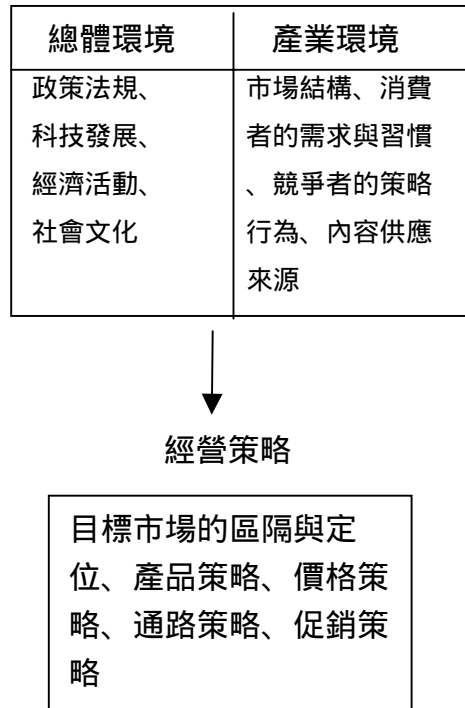 總體環境
政策法規、
科技發展、
經濟活動、
社會文化
產業環境
市場結構、消費
者的需求與習慣
、競爭者的策略
行為、內容供應
來源
經營策略
目標市場的區隔與定
位、產品策略、價格策
略、通路策略、促銷策
略